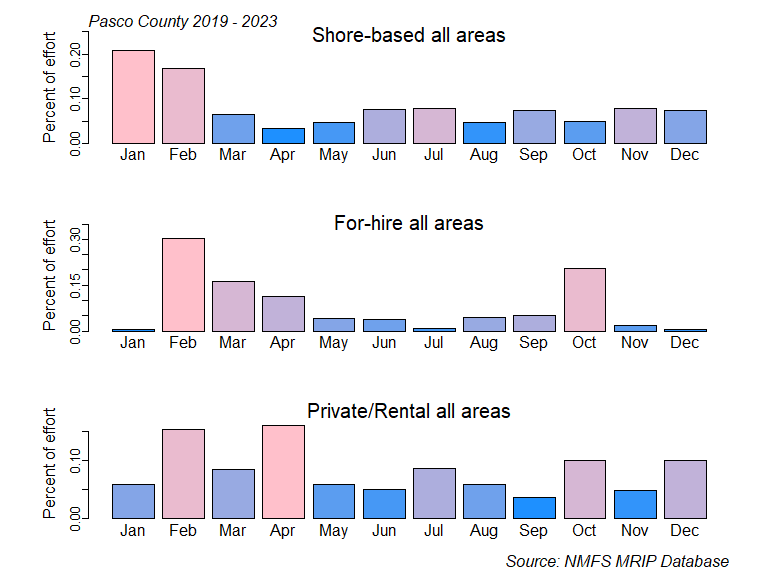 Pasco County 2019 - 2023
Shore-based all areas
Percent of effort
0.00 0.10 0.20
Jan Feb Mar Apr May Jun Jul Aug Sep Oct Nov Dec
For-hire all areas
Percent of effort
0.00 0.15 0.30
Jan Feb Mar Apr May Jun Jul Aug Sep Oct Nov Dec
Private/Rental all areas
Percent of effort
0.00 0.10
Jan Feb Mar Apr May Jun Jul Aug Sep Oct Nov Dec
Source: NMFS MRIP Database